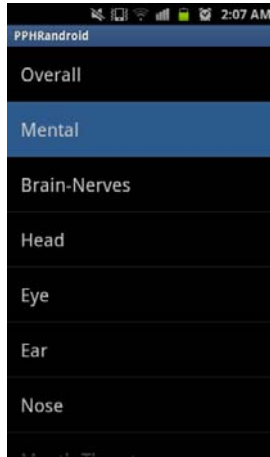 2:07 AM
PPHRandroid
Overall
Mental
Brain-Nerves
Head
Eye
Ear
Nose